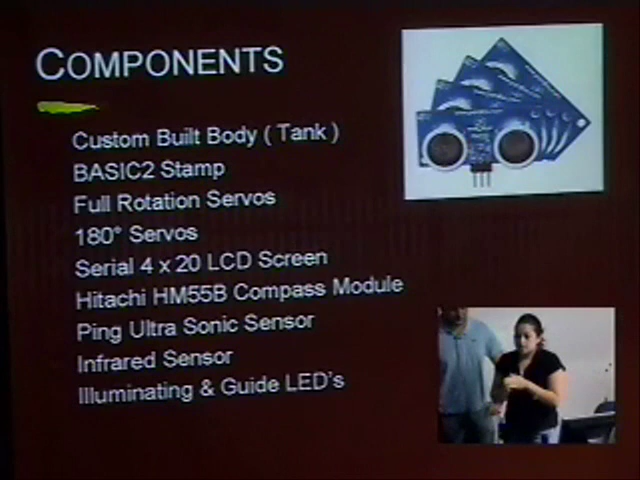 COMPONENTS
Custom Built Body ( Tank )
BASIC2 Stamp
Full Rotation Servos
180° Servos
Serial 4 x 20 LCD Screen
Hitachi HM55B Compass Module
Ping Ultra Sonic Sensor
Infrared Sensor
Illuminating & Guide LED's